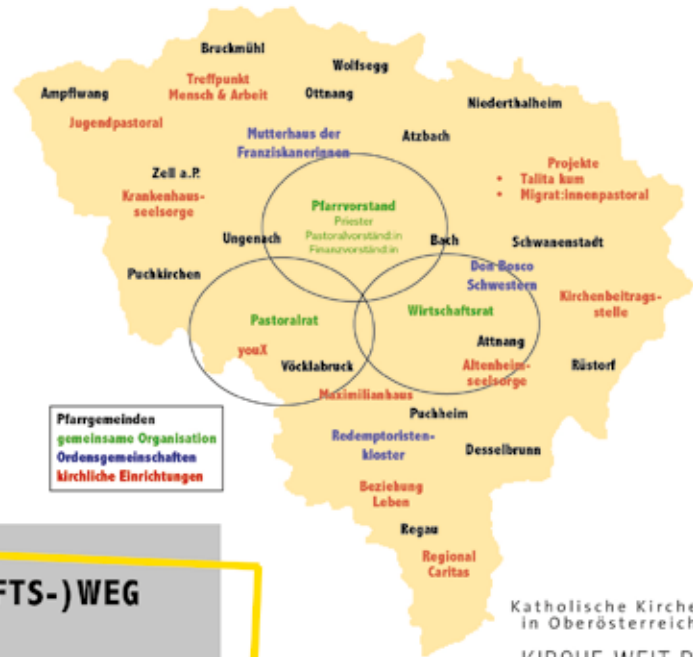 Bruckmühl
Wolfsegg
Treffpunkt
Mensch & Arbeit
Ampflwang
Ottnang
Niederthalheim
Jugendpastoral
Mutterhaus der
Franziskanerinnen
Atzbach
Zell a.P.
Projekte
• Talita kum
• Migrat:innenpastoral
Krankenhaus-
seelsorge
Pfarrvorstand
Priester
Pastoralvorständ:in
Finanzvorständ:in
Ungenach
Bach
Schwanenstadt
Puchkirchen
Don Bosco
Schwestern
Kirchenbeitrags-
stelle
Pastoralrat
Wirtschaftsrat
youX
Attnang
Vöcklabruck
Altenheim-
seelsorge
Rüstorf
Maximilianhaus
Puchheim
Pfarrgemeinden
gemeinsame Organisation
Ordensgemeinschaften
kirchliche Einrichtungen
Redemptoristen-
kloster
Desselbrunn
Beziehung
Leben
Regau
Regional
Caritas
FTS-)WEG
Katholische Kirche
in Oberösterreich